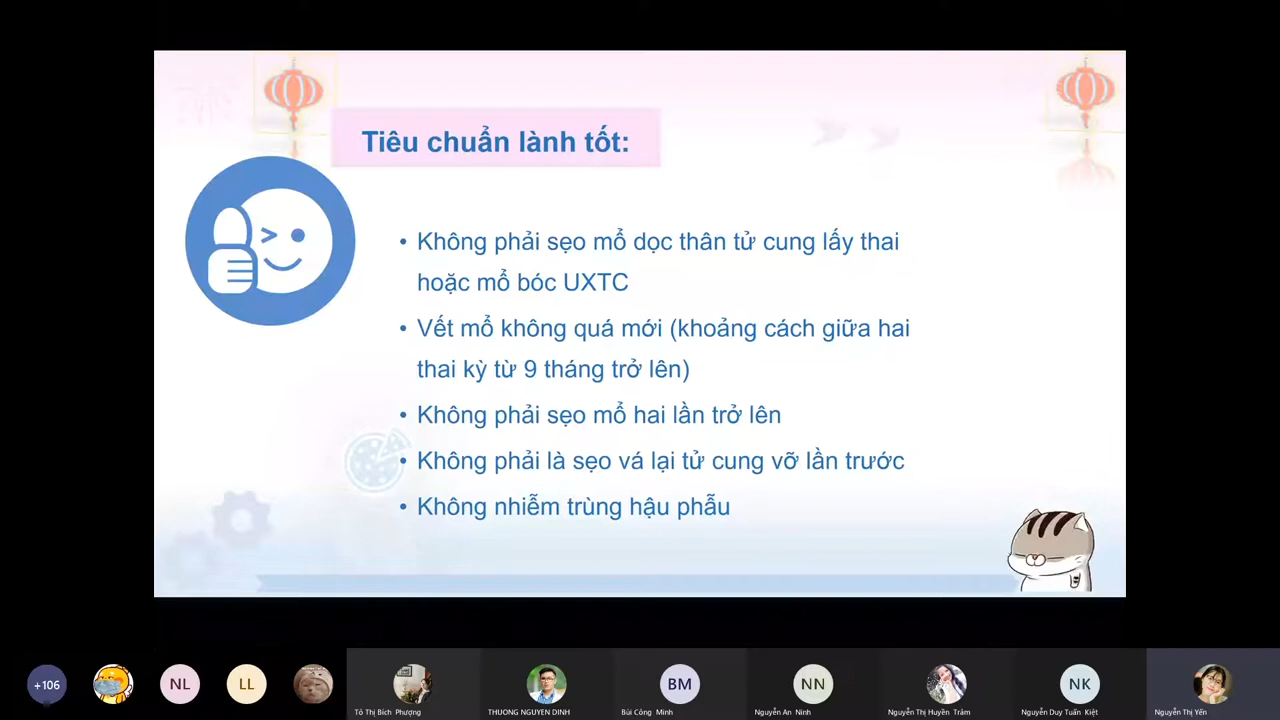 Tiêu chuẩn lành tốt:
• Không phải sẹo mổ dọc thân tử cung lấy thai
hoặc mổ bóc UXTC
• Vết mổ không quá mới (khoảng cách giữa hai
thai kỳ từ 9 tháng trở lên)
• Không phải sẹo mổ hai lần trở lên
• Không phải là sẹo vá lại tử cung vỡ lần trước
• Không nhiễm trùng hậu phẫu
+106
NL
LL
BM
NN
NK
Tô Thị Bích Phượng
THUONG NGUYEN DINH
Bùi Công Minh
Nguyễn An Ninh
Nguyễn Thị Huyền Trâm
Nguyễn Duy Tuấn Kiệt
Nguyễn Thị Yến